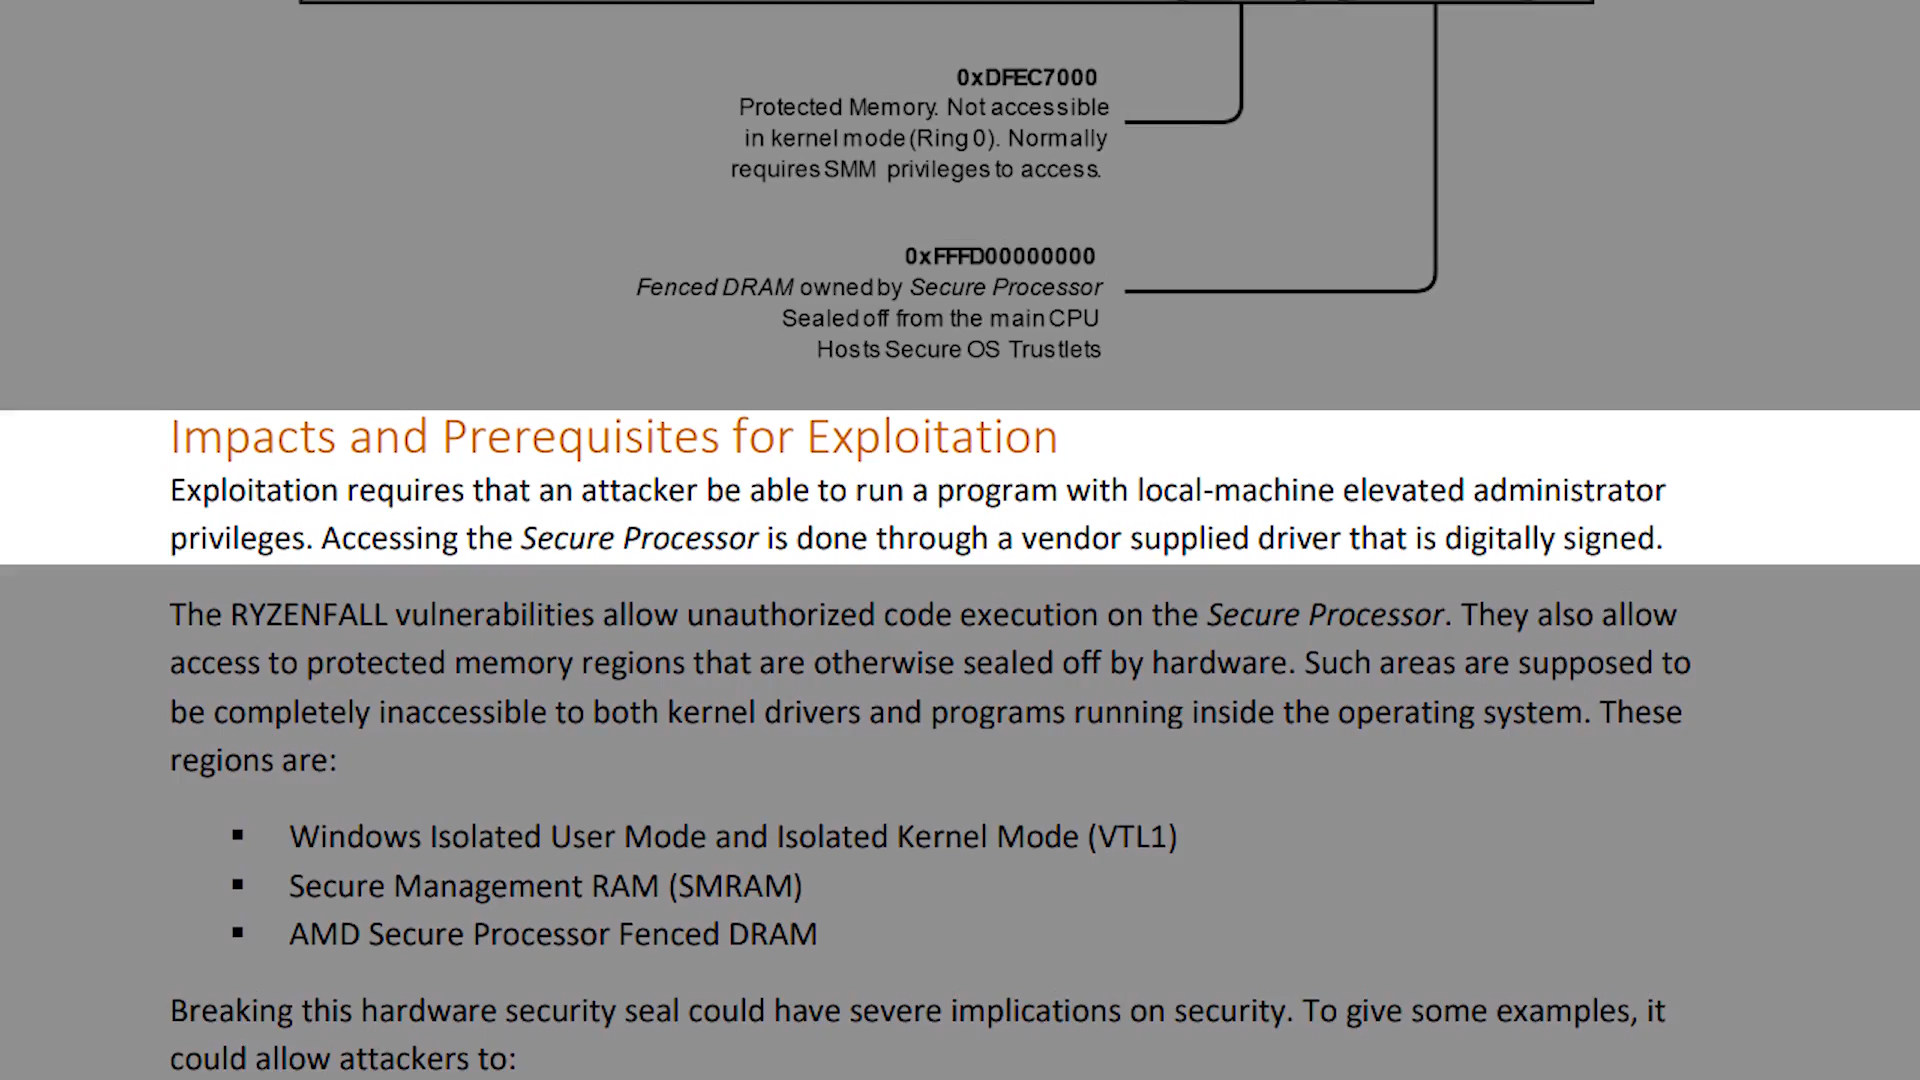 0xDFEC7000
Protected Memory. Not accessible
in kernel mode (Ring 0). Normally
requires SMM privileges to access.
0xFFFD00000000
Fenced DRAM owned by Secure Processor
Sealed off from the main CPU
Hosts Secure OS Trustlets
Impacts and Prerequisites for Exploitation
Exploitation requires that an attacker be able to run a program with local-machine elevated administrator
privileges. Accessing the Secure Processor is done through a vendor supplied driver that is digitally signed.
The RYZENFALL vulnerabilities allow unauthorized code execution on the Secure Processor. They also allow
access to protected memory regions that are otherwise sealed off by hardware. Such areas are supposed to
be completely inaccessible to both kernel drivers and programs running inside the operating system. These
regions are:
▪ Windows Isolated User Mode and Isolated Kernel Mode (VTL1)
▪ Secure Management RAM (SMRAM)
▪ AMD Secure Processor Fenced DRAM
Breaking this hardware security seal could have severe implications on security. To give some examples, it
could allow attackers to: